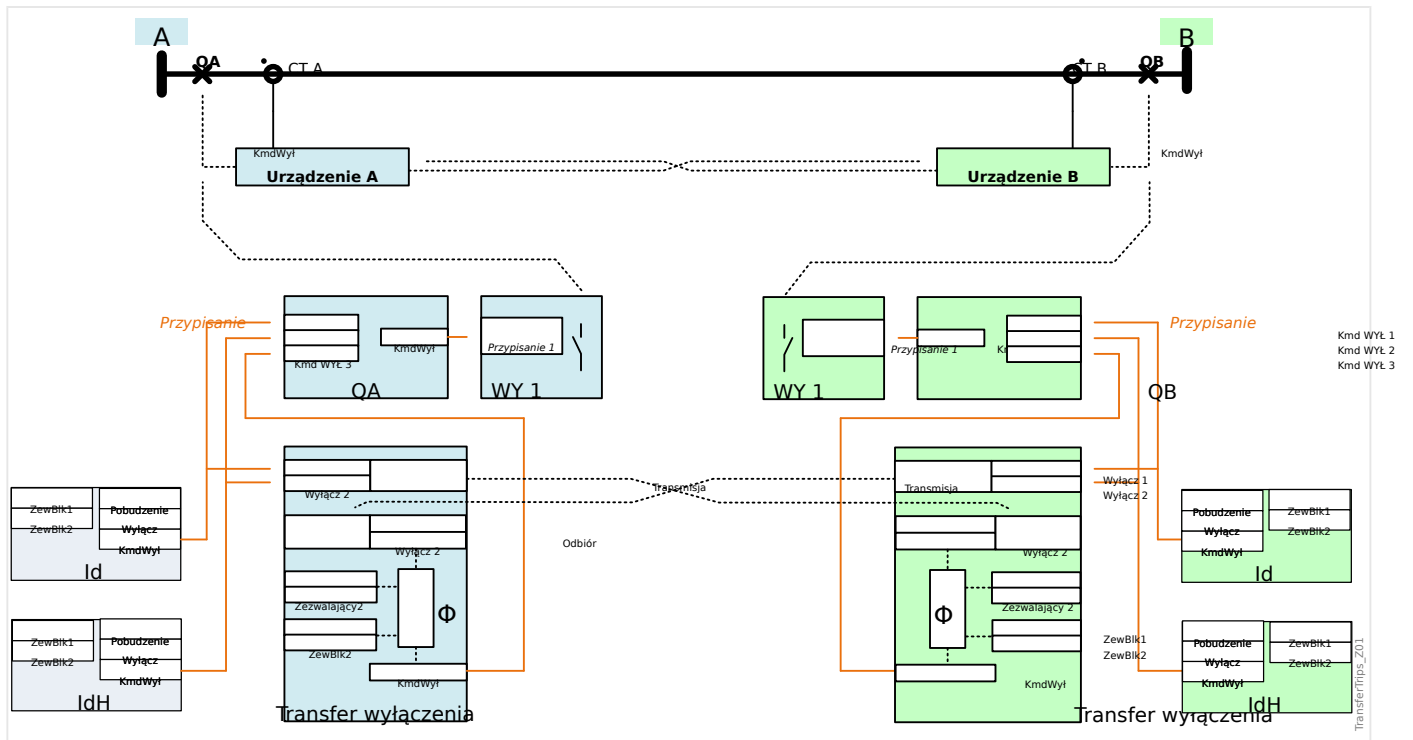 A
B
QA
CT A
CT B
QB
KmdWył
KmdWył
Urządzenie A
Urządzenie B
Przypisanie
Przypisanie
Kmd WYŁ 1
Kmd WYŁ 2
Kmd WYŁ 3
KmdWył
Przypisanie 1
Przypisanie 1
Kmd WYŁ 3
QA
WY 1
WY 1
QB
Wyłącz 2
Transmisja
Transmisja
Wyłącz 1
Wyłącz 2
ZewBlk1
ZewBlk2
Pobudzenie
Wyłącz
KmdWył
Id
Wyłącz 2
Odbiór
Wyłącz 2
Pobudzenie
Wyłącz
KmdWył
ZewBlk1
ZewBlk2
Id
Zezwalający2
Φ
Φ
Zezwalający 2
ZewBlk1
ZewBlk2
Pobudzenie
Wyłącz
KmdWył
IdH
ZewBlk2
KmdWył
KmdWył
ZewBlk1
ZewBlk2
Pobudzenie
Wyłącz
KmdWył
ZewBlk1
ZewBlk2
IdH
Transfer wyłączenia
Transfer wyłączenia
TransferTrips_Z01